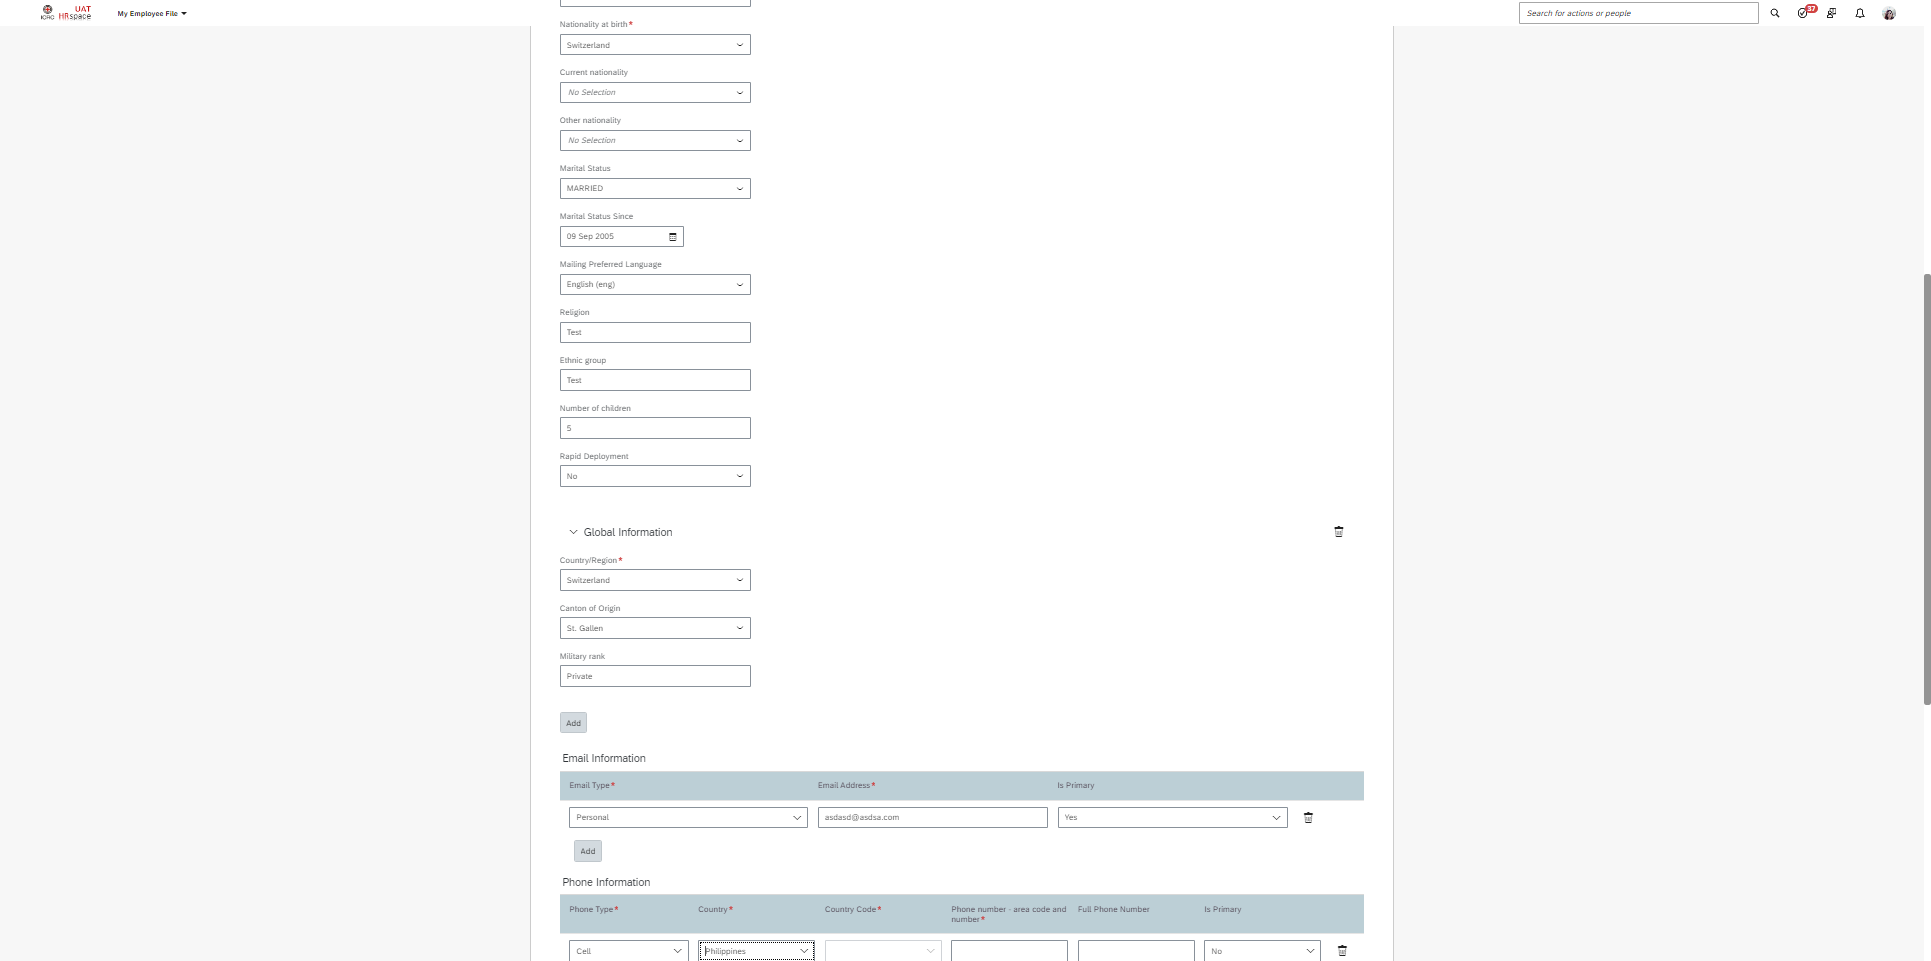 ICRC
UAT
HRspace
My Employee File
Search for actions or people
37
Nationality at birth*
Switzerland
Current nationality
No Selection
Other nationality
No Selection
Marital Status
MARRIED
Marital Status Since
09 Sep 2005
Mailing Preferred Language
English (eng)
Religion
Test
Ethnic group
Test
Number of children
5
Rapid Deployment
No
Global Information
Country/Region*
Switzerland
Canton of Origin
St. Gallen
Military rank
Private
Add
Email Information
Email Type*
Email Address*
Is Primary
Personal
asdasd@asdsa.com
Yes
Add
Phone Information
Phone Type*
Country*
Country Code*
Phone number - area code and
number*
Full Phone Number
Is Primary
Cell
Philippines
No